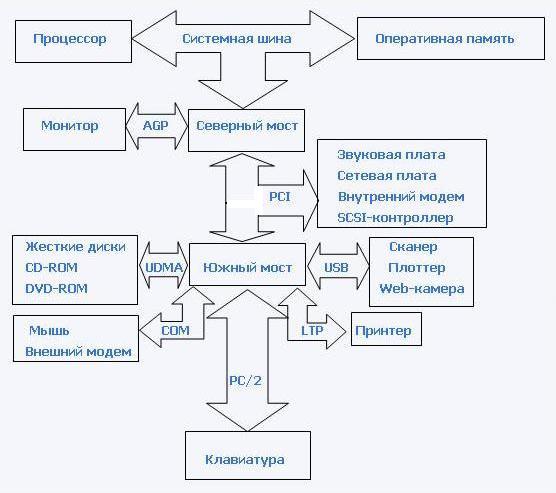 Процессор
Системная шина
Оперативная память
Монитор
AGP
Северный мост
PCI
Звуковая плата
Сетевая плата
Внутренний модем
SCSI-контроллер
Жесткие диски
CD-ROM
DVD-ROM
UDMA
Южный мост
USB
Сканер
Плоттер
Web-камера
Мышь
Внешний модем
COM
LTP
Принтер
PC/2
Клавиатура